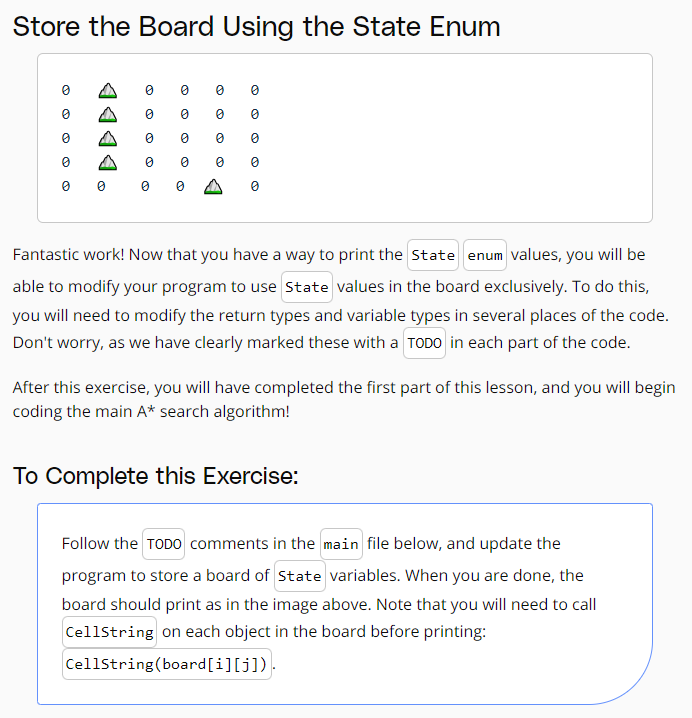 Store the Board Using the State Enum
0 ⛰️ 0 0 0 0
0 ⛰️ 0 0 0 0
0 ⛰️ 0 0 0 0
0 ⛰️ 0 0 0 0
0 0 0 0 ⛰️ 0
Fantastic work! Now that you have a way to print the State enum values, you will be
able to modify your program to use State values in the board exclusively. To do this,
you will need to modify the return types and variable types in several places of the code.
Don't worry, as we have clearly marked these with a TODO in each part of the code.
After this exercise, you will have completed the first part of this lesson, and you will begin
coding the main A* search algorithm!
To Complete this Exercise:
Follow the TODO comments in the main file below, and update the
program to store a board of State variables. When you are done, the
board should print as in the image above. Note that you will need to call
CellString on each object in the board before printing:
CellString(board[i][j]).